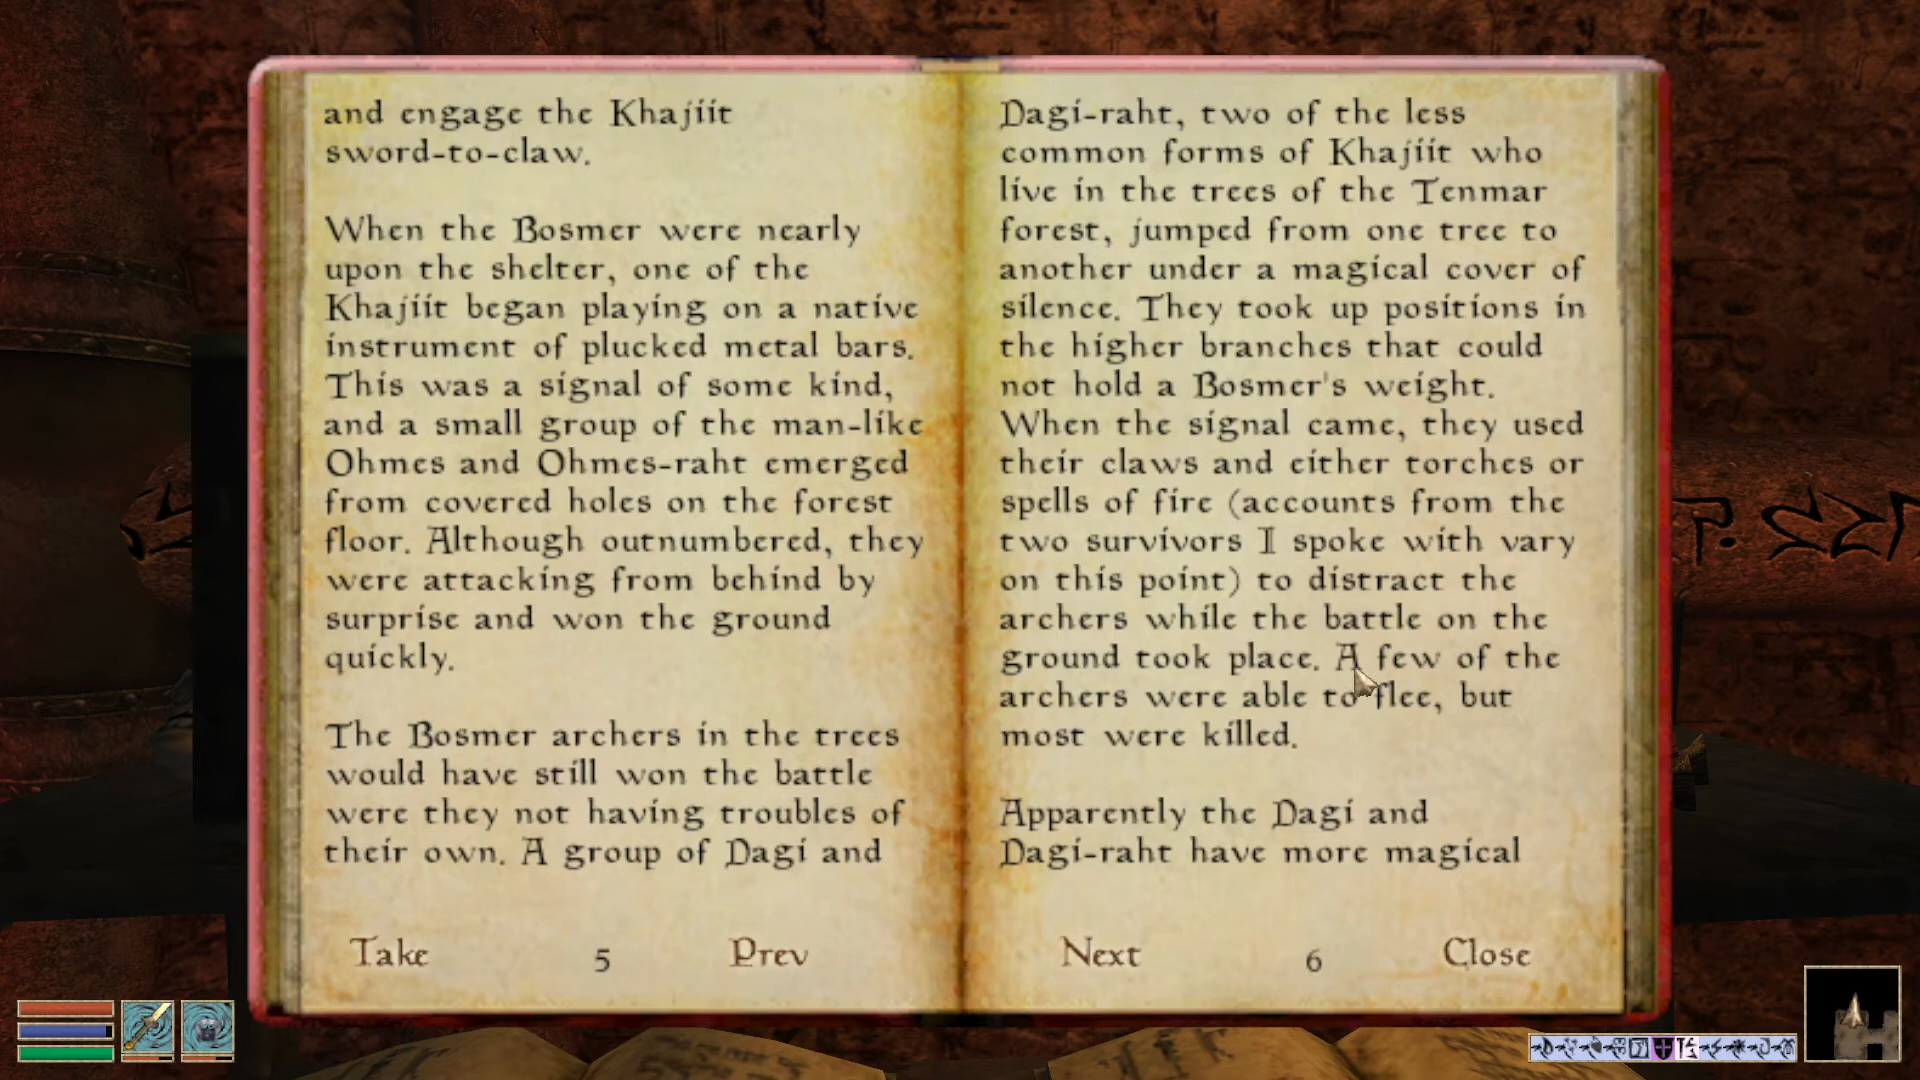 and engage the Khajiit
sword-to-claw.
When the Bosmer were nearly
upon the shelter, one of the
Khajiit began playing on a native
instrument of plucked metal bars.
This was a signal of some kind,
and a small group of the man-like
Ohmes and Ohmes-raht emerged
from covered holes on the forest
floor. Although outnumbered, they
were attacking from behind by
surprise and won the ground
quickly.
The Bosmer archers in the trees
would have still won the battle
were they not having troubles of
their own. A group of Dagi and
Dagi-raht, two of the less
common forms of Khajiit who
live in the trees of the Tenmar
forest, jumped from one tree to
another under a magical cover of
silence. They took up positions in
the higher branches that could
not hold a Bosmer's weight.
When the signal came, they used
their claws and either torches or
spells of fire (accounts from the
two survivors I spoke with vary
on this point) to distract the
archers while the battle on the
ground took place. A few of the
archers were able to flee, but
most were killed.
Apparently the Dagi and
Dagi-raht have more magical
Take 5 Prev Next 6 Close